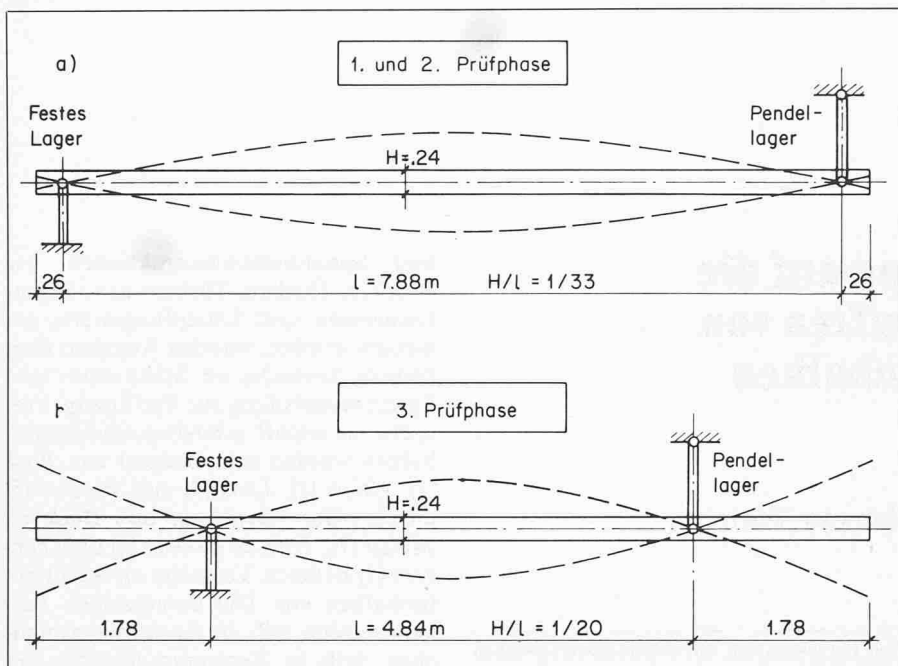 a)
1. und 2. Prüfphase
Festes
Lager
Pendel-
lager
H=.24
26
l = 7.88m H/l = 1/33
26
3. Prüfphase
Festes
Lager
Pendel-
lager
H=.24
1.78
l = 4.84m H/l = 1/20
1.78